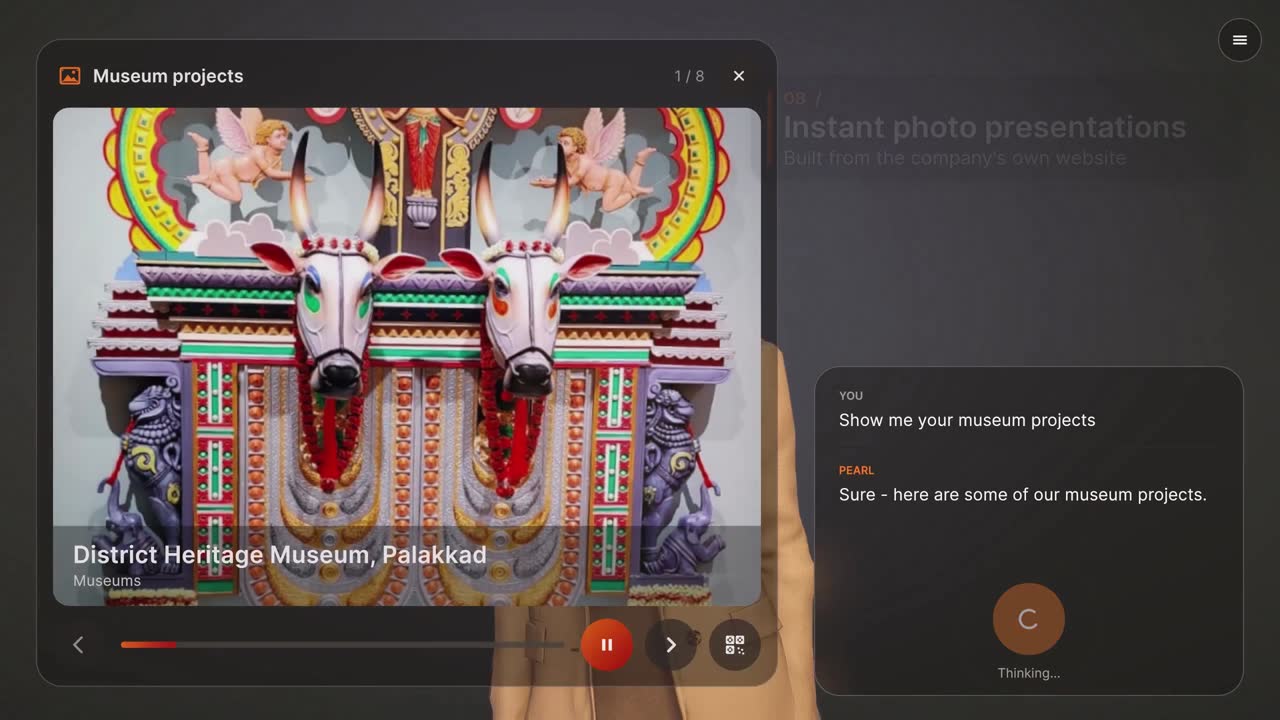 Museum projects
1 / 8
District Heritage Museum, Palakkad
Museums
08 /
Instant photo presentations
Built from the company's own website
YOU
Show me your museum projects
PEARL
Sure - here are some of our museum projects.
Thinking...